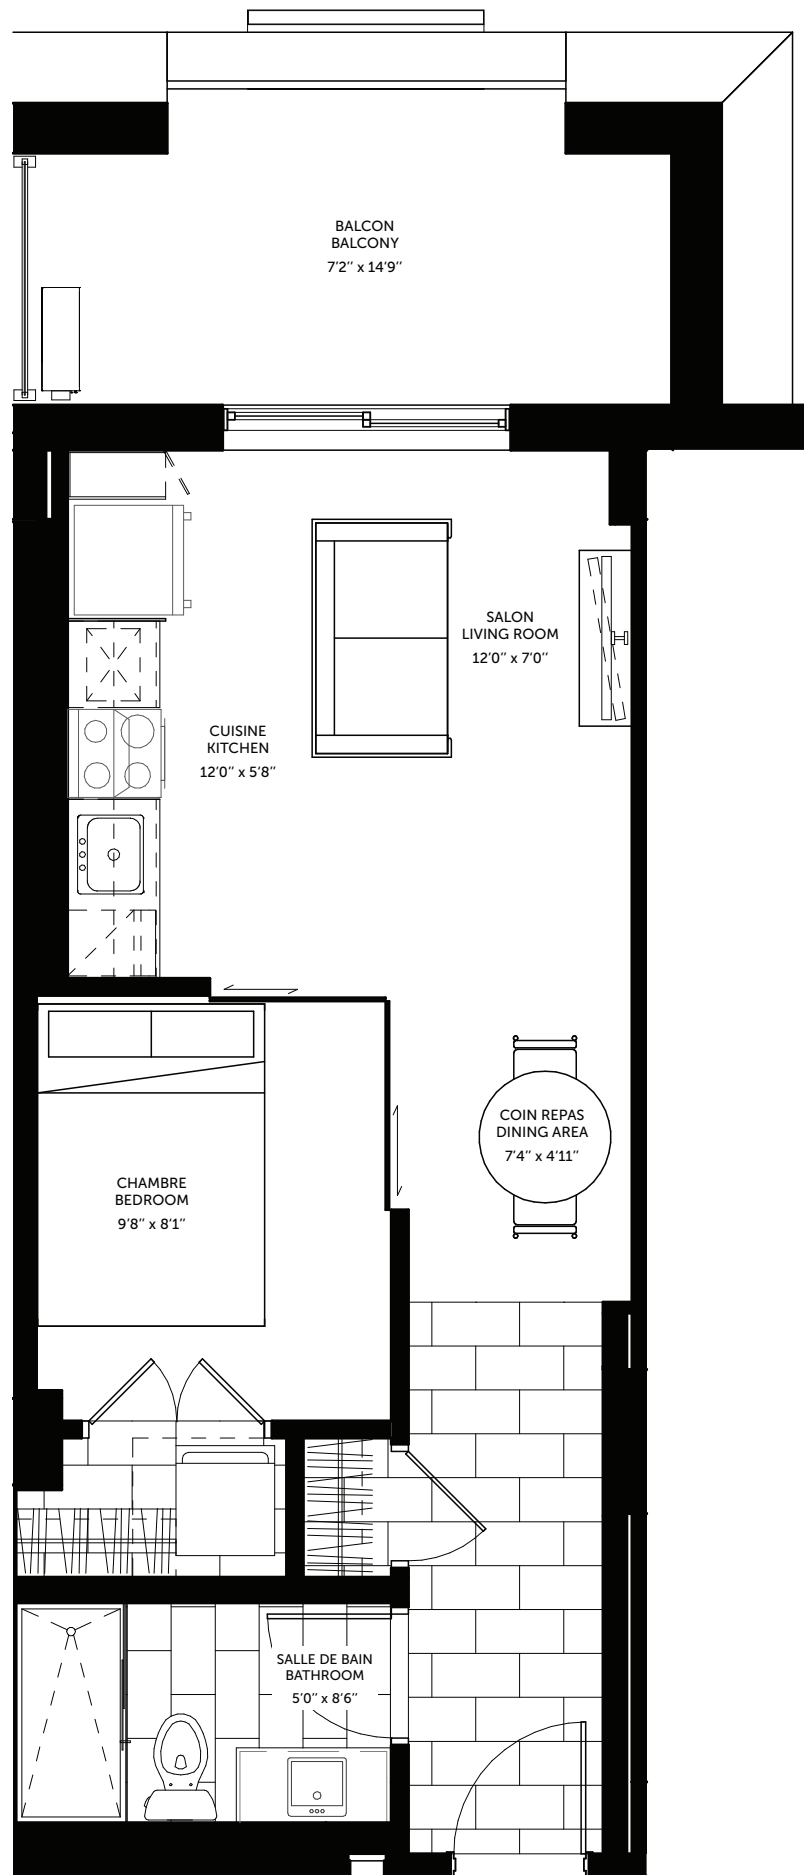 BALCON
BALCONY
7'2'' x 14'9''
SALON
LIVING ROOM
12'0'' x 7'0''
CUISINE
KITCHEN
12'0'' x 5'8''
COIN REPAS
DINING AREA
7'4'' x 4'11''
CHAMBRE
BEDROOM
9'8'' x 8'1''
SALLE DE BAIN
BATHROOM
5'0'' x 8'6''